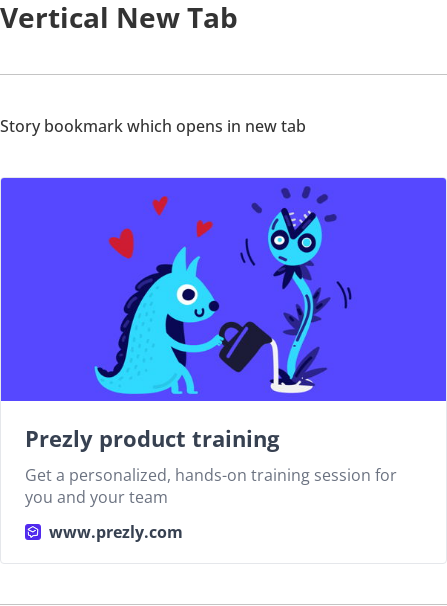 Vertical New Tab
Story bookmark which opens in new tab
Prezly product training
Get a personalized, hands-on training session for
you and your team
www.prezly.com